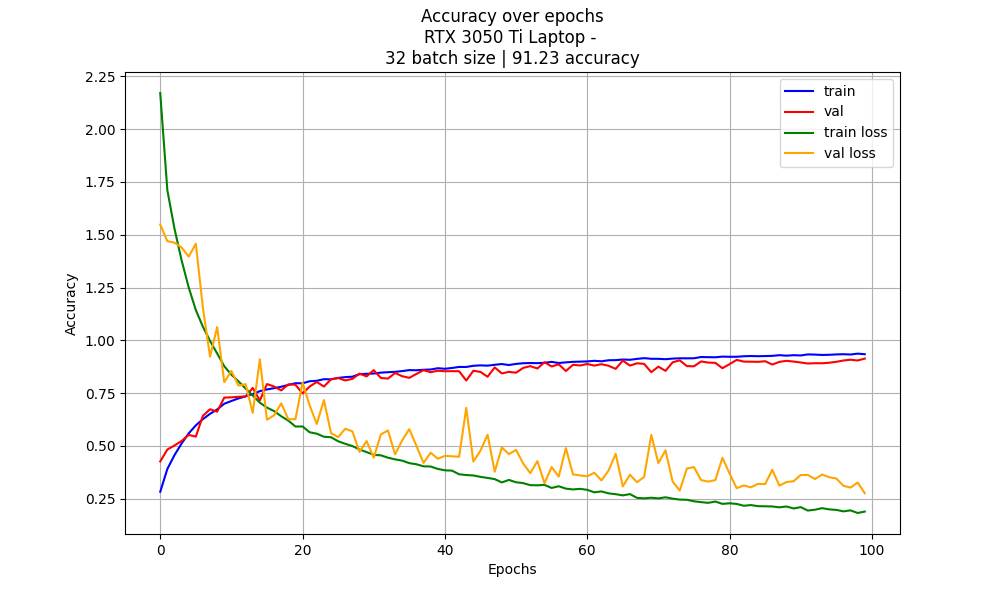 Accuracy over epochs
RTX 3050 Ti Laptop -
32 batch size | 91.23 accuracy
train
val
train loss
val loss
Accuracy
2.25
2.00
1.75
1.50
1.25
1.00
0.75
0.50
0.25
0 20 40 60 80 100
Epochs